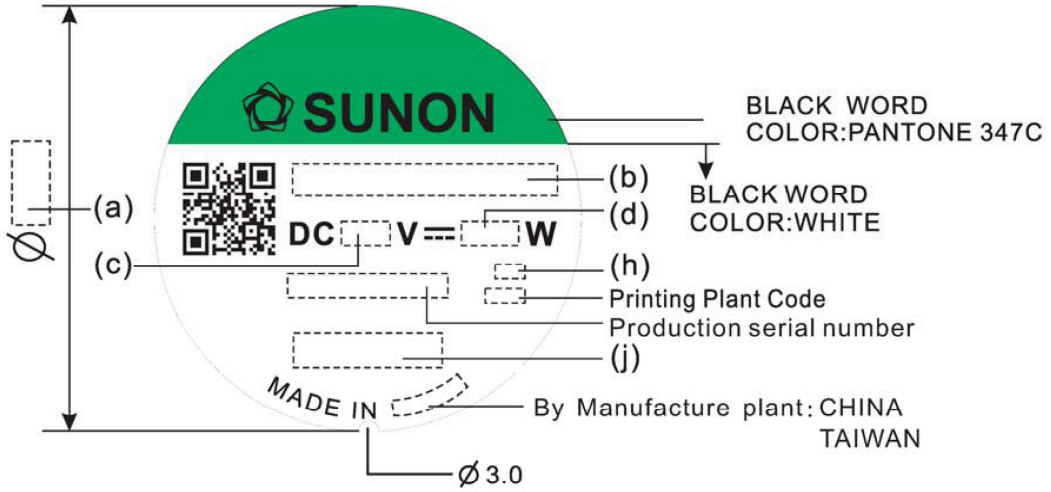 SUNON
BLACK WORD
COLOR:PANTONE 347C
BLACK WORD
COLOR:WHITE
(a)
Ø
(b)
(d)
DC V W
(c)
(h)
Printing Plant Code
Production serial number
(j)
MADE IN
By Manufacture plant: CHINA
TAIWAN
Ø 3.0